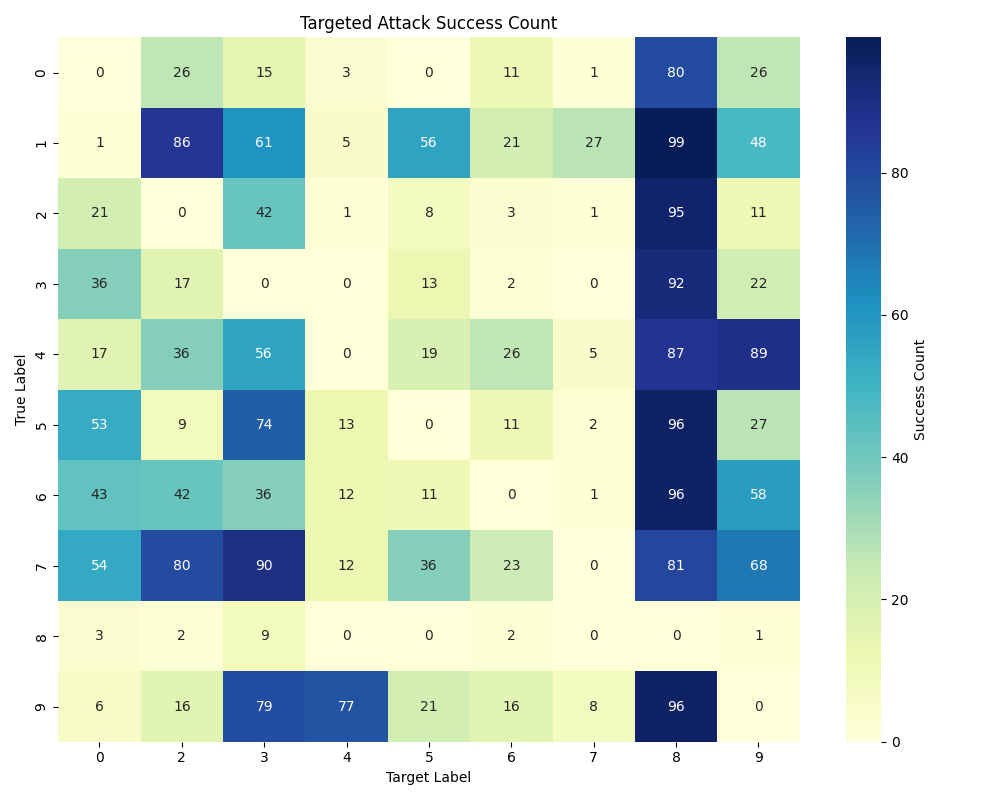 Targeted Attack Success Count
True Label
0 0 26 15 3 0 11 1 80 26
1 1 86 61 5 56 21 27 99 48
2 21 0 42 1 8 3 1 95 11
3 36 17 0 0 13 2 0 92 22
4 17 36 56 0 19 26 5 87 89
5 53 9 74 13 0 11 2 96 27
6 43 42 36 12 11 0 1 96 58
7 54 80 90 12 36 23 0 81 68
8 3 2 9 0 0 2 0 0 1
9 6 16 79 77 21 16 8 96 0
0 2 3 4 5 6 7 8 9
Target Label
80
60
40
20
0
Success Count